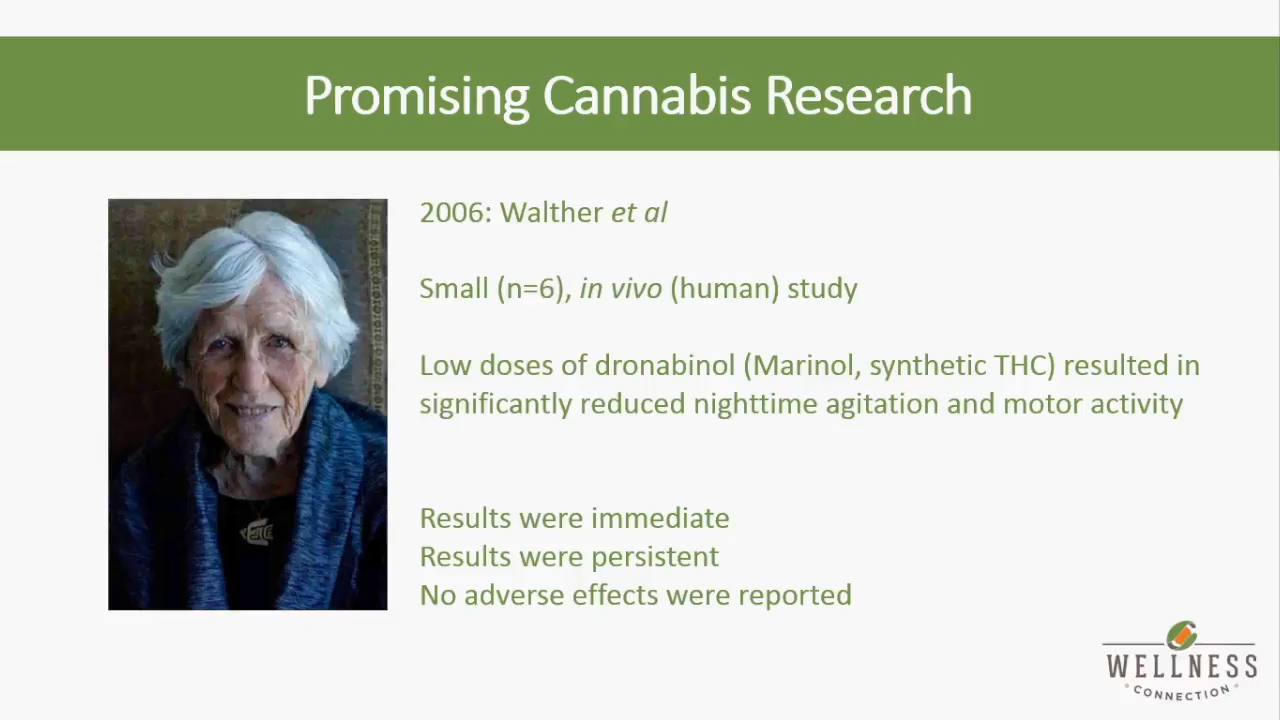 Promising Cannabis Research
2006: Walther et al
Small (n=6), in vivo (human) study
Low doses of dronabinol (Marinol, synthetic THC) resulted in
significantly reduced nighttime agitation and motor activity
Results were immediate
Results were persistent
No adverse effects were reported
WELLNESS
CONNECTION